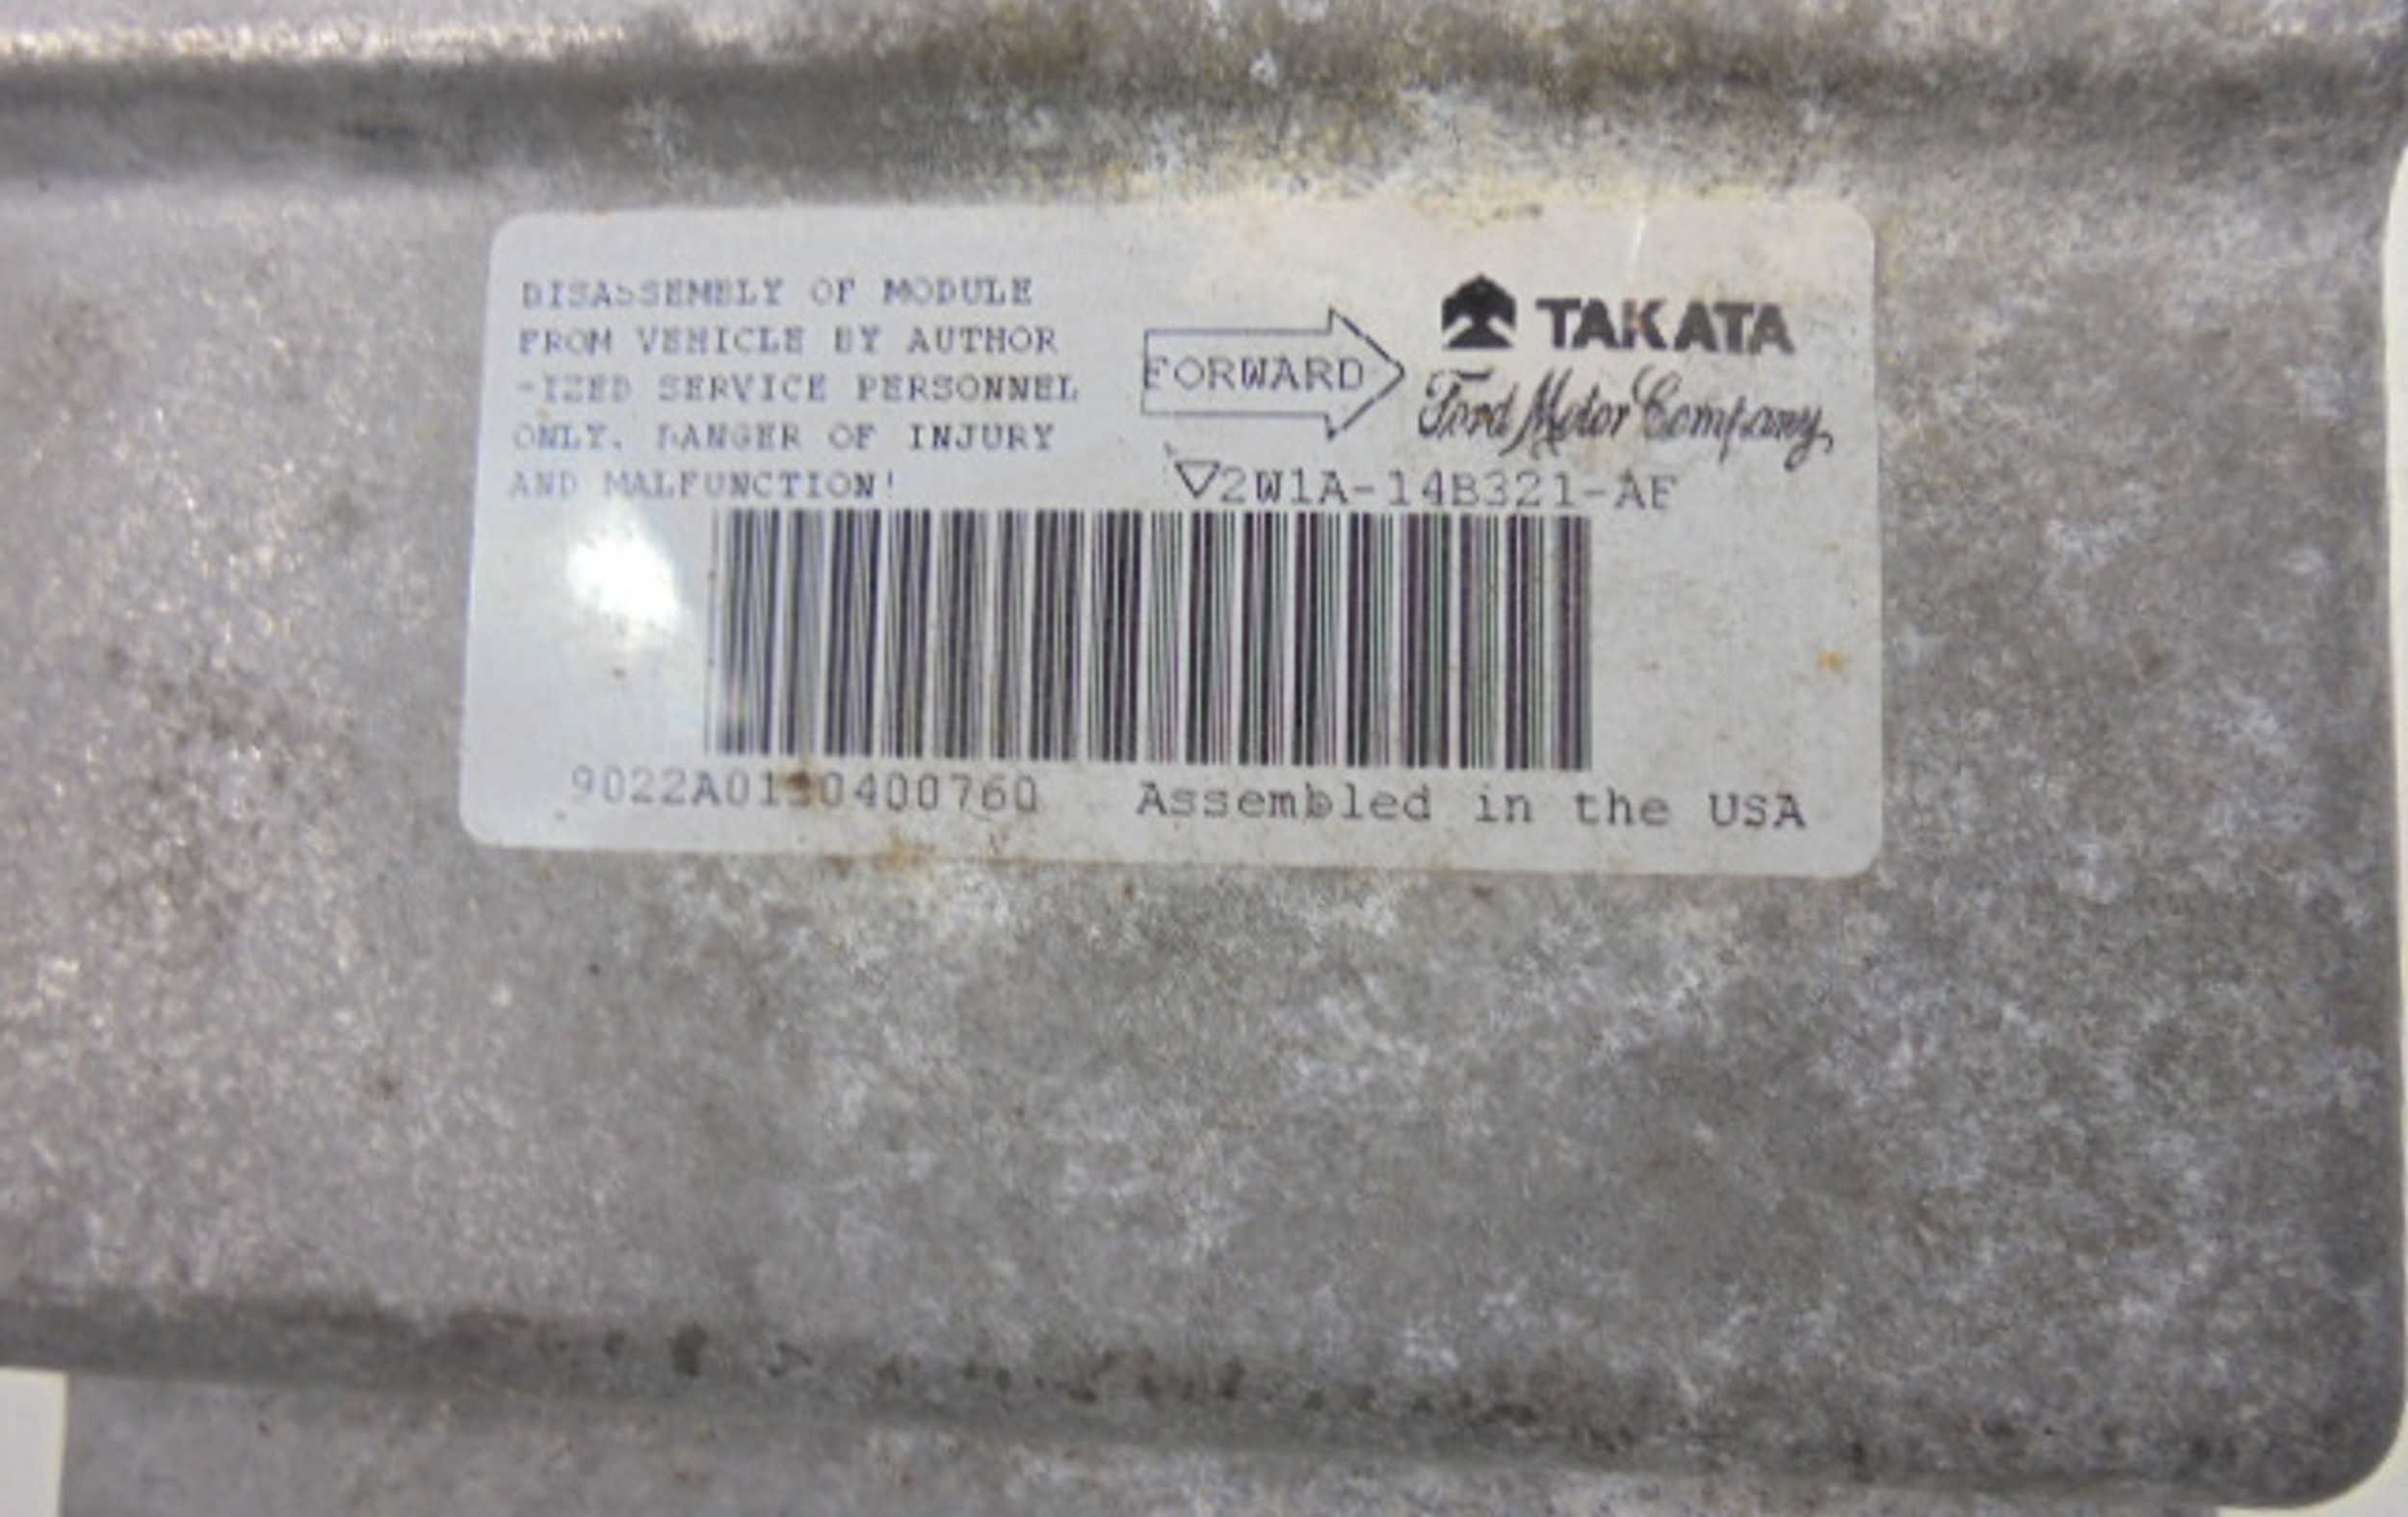 DISASSEMBLY OF MODULE
FROM VEHICLE BY AUTHOR
-IZED SERVICE PERSONNEL
ONLY. DANGER OF INJURY
AND MALFUNCTION!
FORWARD
TAKATA
Ford Motor Company
▽2W1A-14B321-AE
Assembled in the USA